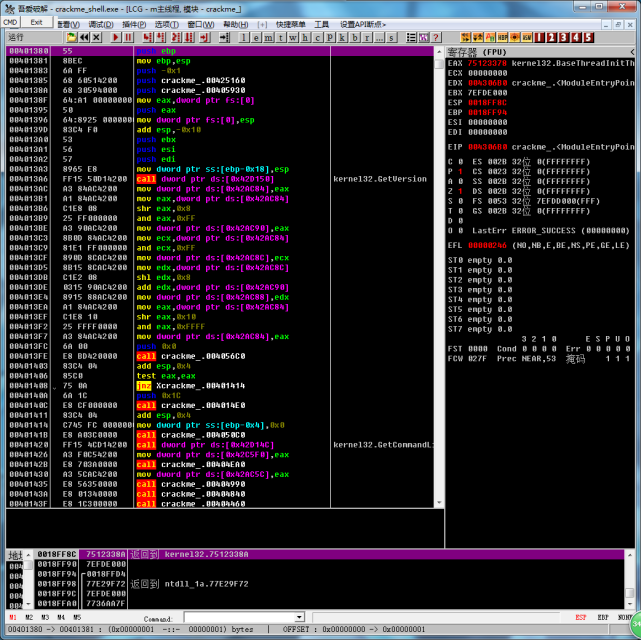 吾爱破解 - crackme_shell.exe - [LCG - m主线程, 模块 - crackme_]
CMD Exit 查看(V) 调试(D) 插件(P) 选项(T) 窗口(W) 帮助(H) [+] 快捷菜单 工具 设置API断点>
运行 l e m t w h c P k b r ... s
00401380 55 push ebp
00401381 8BEC mov ebp,esp
00401383 6A FF push -0x1
00401385 68 60514200 push crackme_.00425160
0040138A 68 30594000 push crackme_.00405930
0040138F 64:A1 00000000 mov eax,dword ptr fs:[0]
00401395 50 push eax
00401396 64:8925 0000000 mov dword ptr fs:[0],esp
0040139D 83C4 F0 add esp,-0x10
004013A0 53 push ebx
004013A1 56 push esi
004013A2 57 push edi
004013A3 8965 E8 mov dword ptr ss:[ebp-0x18],esp
004013A6 FF15 50D14200 call dword ptr ds:[0x42D150] kernel32.GetVersion
004013AC A3 84AC4200 mov dword ptr ds:[0x42AC84],eax
004013B1 A1 84AC4200 mov eax,dword ptr ds:[0x42AC84]
004013B6 C1E8 08 shr eax,0x8
004013B9 25 FF000000 and eax,0xFF
004013BE A3 90AC4200 mov dword ptr ds:[0x42AC90],eax
004013C3 8B0D 84AC4200 mov ecx,dword ptr ds:[0x42AC84]
004013C9 81E1 FF000000 and ecx,0xFF
004013CF 890D 8CAC4200 mov dword ptr ds:[0x42AC8C],ecx
004013D5 8B15 8CAC4200 mov edx,dword ptr ds:[0x42AC8C]
004013DB C1E2 08 shl edx,0x8
004013DE 0315 90AC4200 add edx,dword ptr ds:[0x42AC90]
004013E4 8915 88AC4200 mov dword ptr ds:[0x42AC88],edx
004013EA A1 84AC4200 mov eax,dword ptr ds:[0x42AC84]
004013EF C1E8 10 shr eax,0x10
004013F2 25 FFFF0000 and eax,0xFFFF
004013F7 A3 84AC4200 mov dword ptr ds:[0x42AC84],eax
004013FC 6A 00 push 0x0
004013FE E8 BD420000 call crackme_.004056C0
00401403 83C4 04 add esp,0x4
00401406 85C0 test eax,eax
00401408 75 0A jnz Xcrackme_.00401414
0040140A 6A 1C push 0x1C
0040140C E8 CF000000 call crackme_.004014E0
00401411 83C4 04 add esp,0x4
00401414 C745 FC 0000000 mov dword ptr ss:[ebp-0x4],0x0
0040141B E8 A03C0000 call crackme_.004050C0
00401420 FF15 4CD14200 call dword ptr ds:[0x42D14C] kernel32.GetCommandLi
00401426 A3 F0C54200 mov dword ptr ds:[0x42C5F0],eax
0040142B E8 703A0000 call crackme_.00404EA0
00401430 A3 5CAC4200 mov dword ptr ds:[0x42AC5C],eax
00401435 E8 56350000 call crackme_.00404990
0040143A E8 01340000 call crackme_.00404840
0040143F E8 1C300000 call crackme_.00404460
寄存器 (FPU)
EAX 75123378 kernel32.BaseThreadInitTh
ECX 00000000
EDX 0043A6B0 crackme_.<ModuleEntryPoin
EBX 7EFDE000
ESP 0018FF8C
EBP 0018FF94
ESI 00000000
EDI 00000000
EIP 0043A6B0 crackme_.<ModuleEntryPoin
C 0 ES 002B 32位 0(FFFFFFFF)
P 1 CS 0023 32位 0(FFFFFFFF)
A 0 SS 002B 32位 0(FFFFFFFF)
Z 1 DS 002B 32位 0(FFFFFFFF)
S 0 FS 0053 32位 7EFDD000(FFF)
T 0 GS 002B 32位 0(FFFFFFFF)
D 0
O 0 LastErr ERROR_SUCCESS (00000000)
EFL 00000246 (NO,NB,E,BE,NS,PE,GE,LE)
ST0 empty 0.0
ST1 empty 0.0
ST2 empty 0.0
ST3 empty 0.0
ST4 empty 0.0
ST5 empty 0.0
ST6 empty 0.0
ST7 empty 0.0
3 2 1 0 E S P U O
FST 0000 Cond 0 0 0 0 Err 0 0 0 0 0
FCW 027F Prec NEAR,53 掩码 1 1 1
地址
0018FF8C 7512338A 返回到 kernel32.7512338A
0018FF90 7EFDE000
0018FF94 0018FFD4
0018FF98 77E29F72 返回到 ntdll_1a.77E29F72
0018FF9C 7EFDE000
0018FFA0 7736AA7F
M1 M2 M3 M4 M5 Command: ESP EBP NONE
00401380 -> 00401381 : (0x00000001 -::- 00000001) bytes | OFFSET : 0x00000000 -> 0x00000001